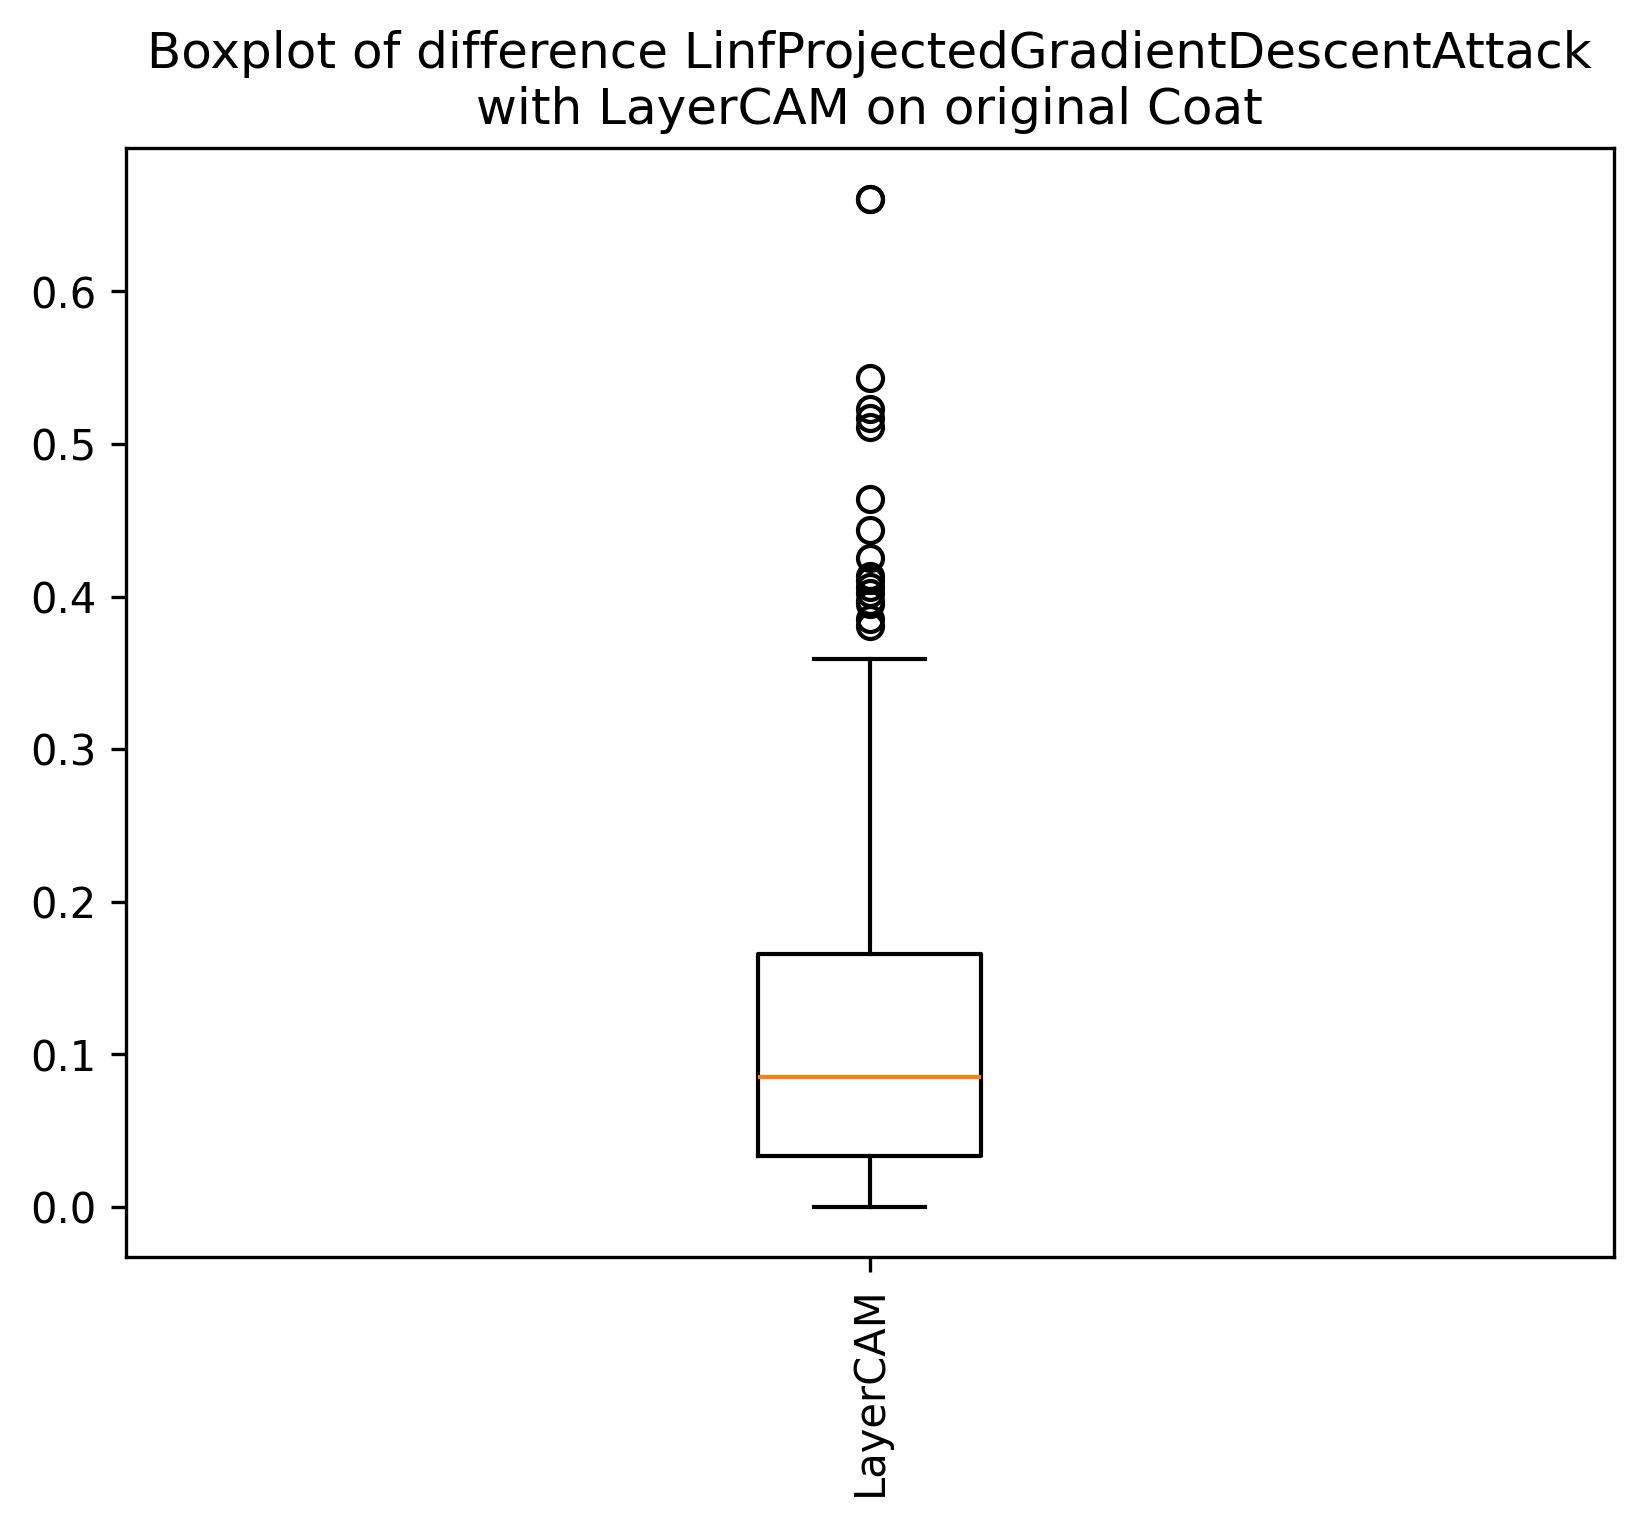 Boxplot of difference LinfProjectedGradientDescentAttack
with LayerCAM on original Coat
0.6
0.5
0.4
0.3
0.2
0.1
0.0
LayerCAM